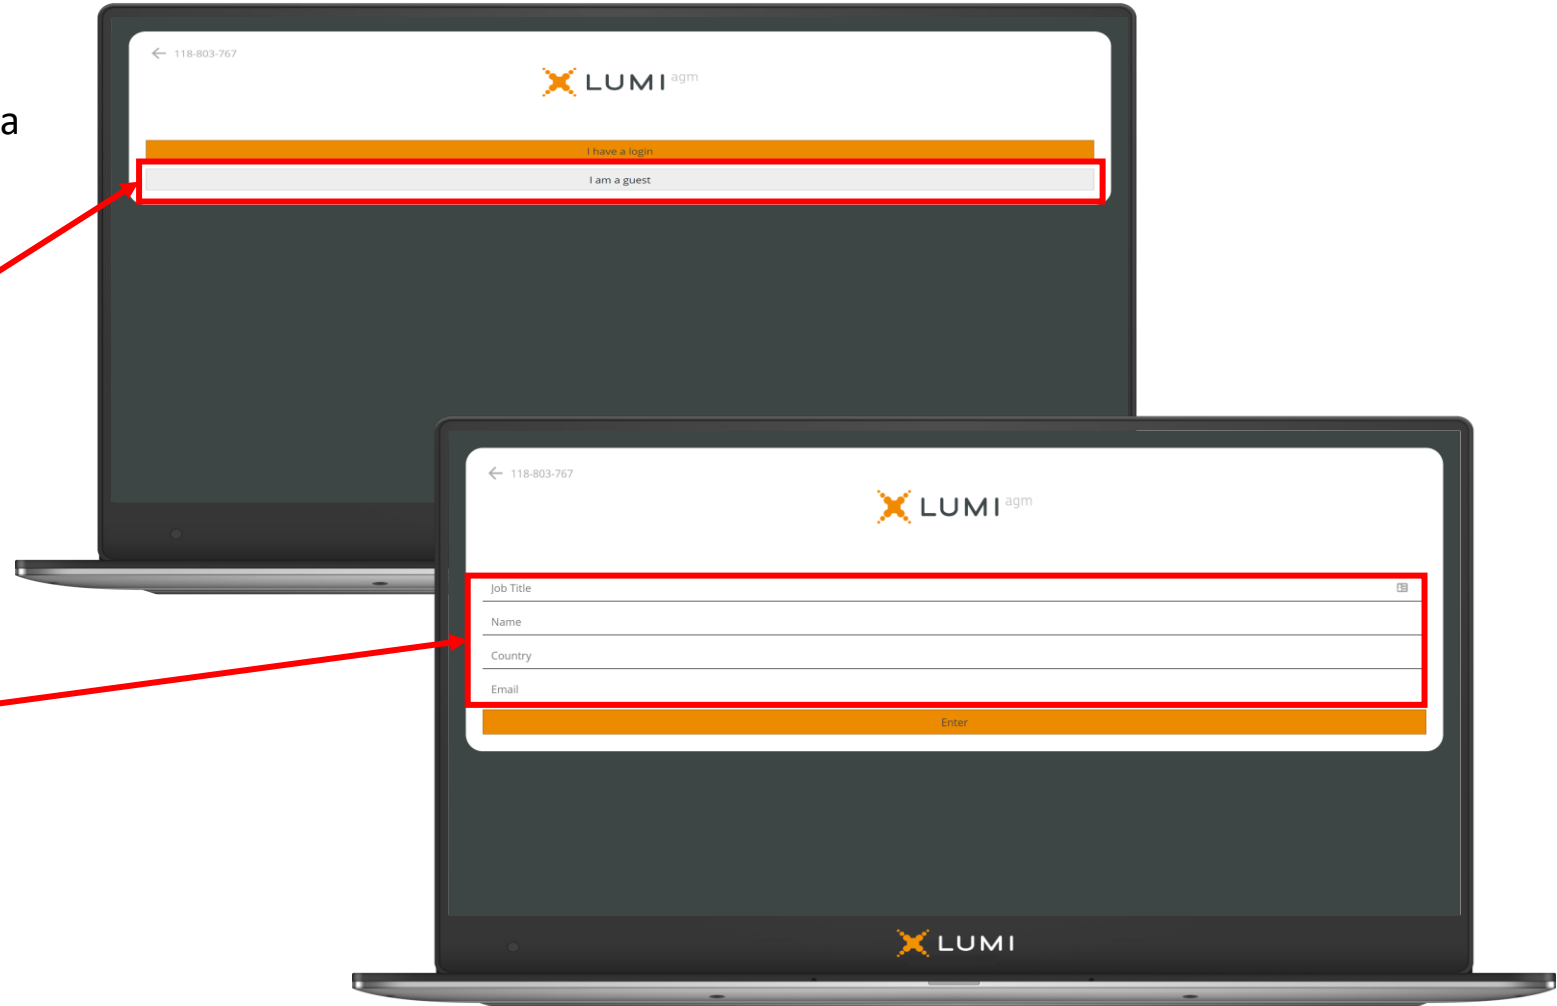 118-803-767
LUMI agm
a
I have a login
I am a guest
118-803-767
LUMI agm
Job Title
Name
Country
Email
Enter
LUMI